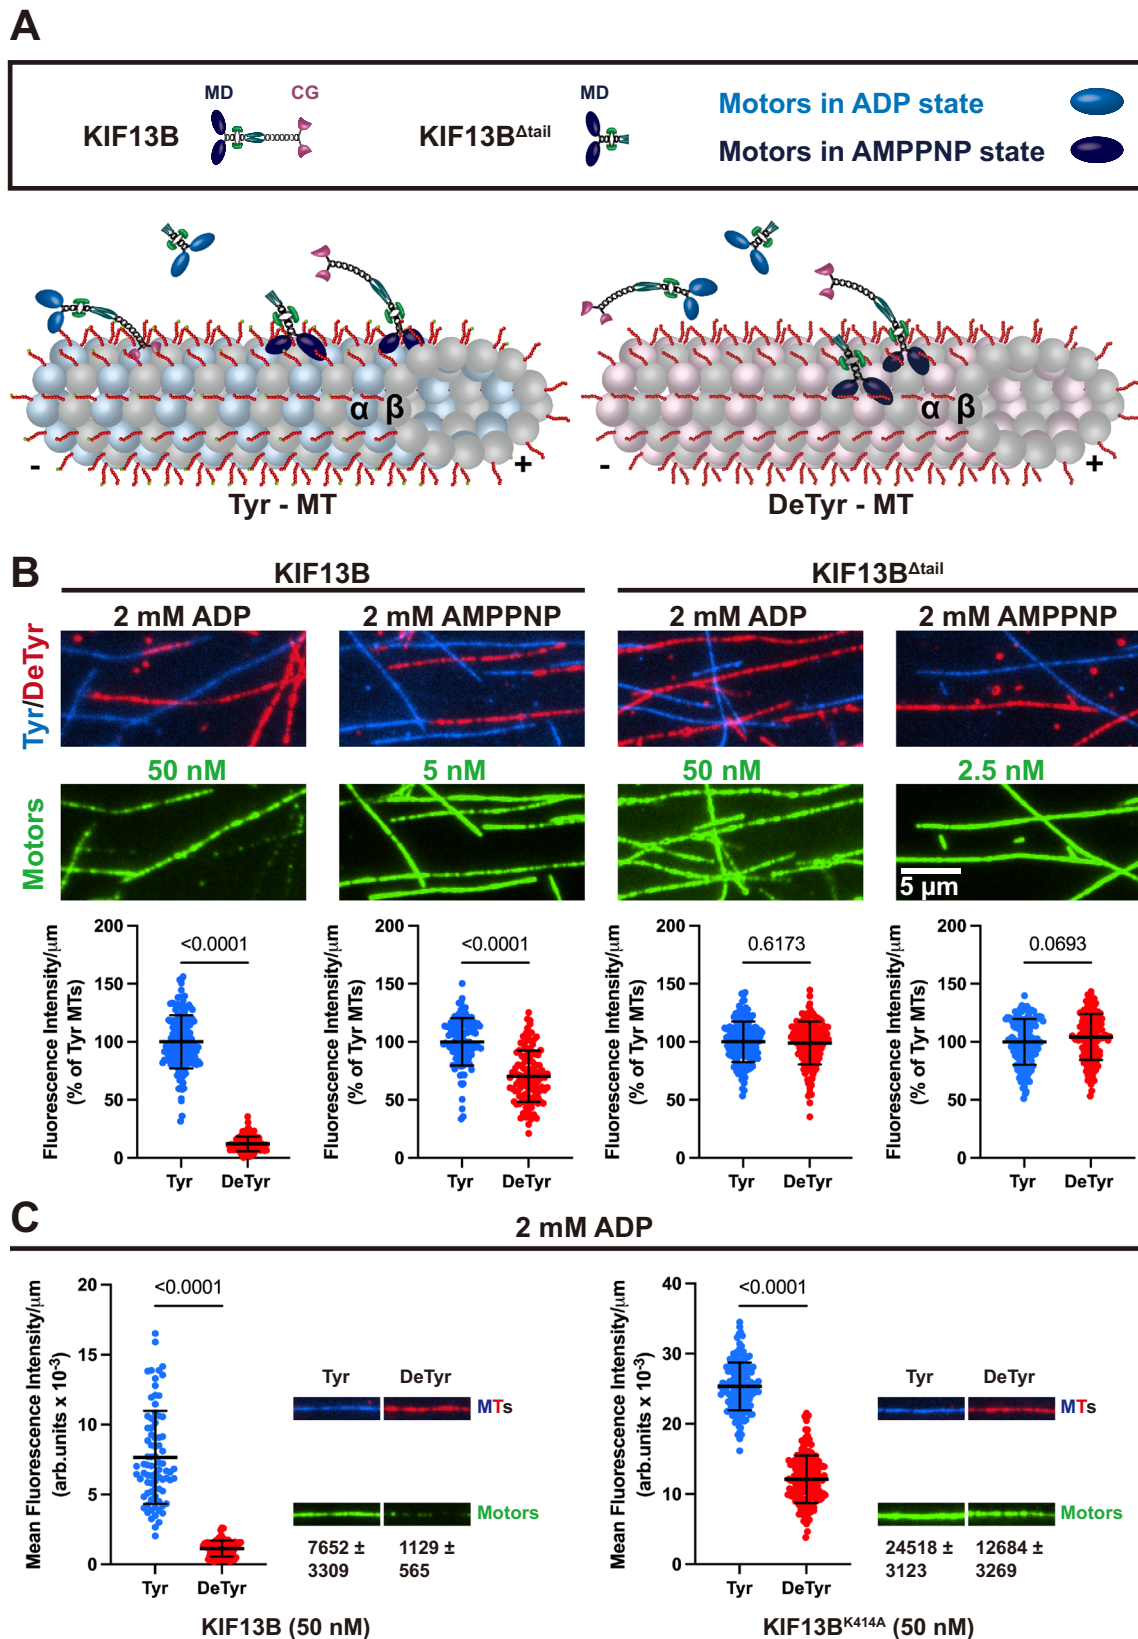 A
MD CG MD
KIF13B KIF13BΔtail
Motors in ADP state
Motors in AMPPNP state
α β α β
- + - +
Tyr - MT DeTyr - MT
B
KIF13B KIF13BΔtail
2 mM ADP 2 mM AMPPNP 2 mM ADP 2 mM AMPPNP
Tyr/DeTyr
50 nM 5 nM 50 nM 2.5 nM
Motors
5 µm
Fluorescence Intensity/µm
(% of Tyr MTs)
200
150
100
50
0
<0.0001
Tyr DeTyr
Fluorescence Intensity/µm
(% of Tyr MTs)
200
150
100
50
0
<0.0001
Tyr DeTyr
Fluorescence Intensity/µm
(% of Tyr MTs)
200
150
100
50
0
0.6173
Tyr DeTyr
Fluorescence Intensity/µm
(% of Tyr MTs)
200
150
100
50
0
0.0693
Tyr DeTyr
C
2 mM ADP
Mean Fluorescence Intensity/µm
(arb.units x 10-3)
20
15
10
5
0
<0.0001
Tyr DeTyr
Tyr DeTyr
MTs
Motors
7652 ± 1129 ±
3309 565
KIF13B (50 nM)
Mean Fluorescence Intensity/µm
(arb.units x 10-3)
40
30
20
10
0
<0.0001
Tyr DeTyr
Tyr DeTyr
MTs
Motors
24518 ± 12684 ±
3123 3269
KIF13BK414A (50 nM)